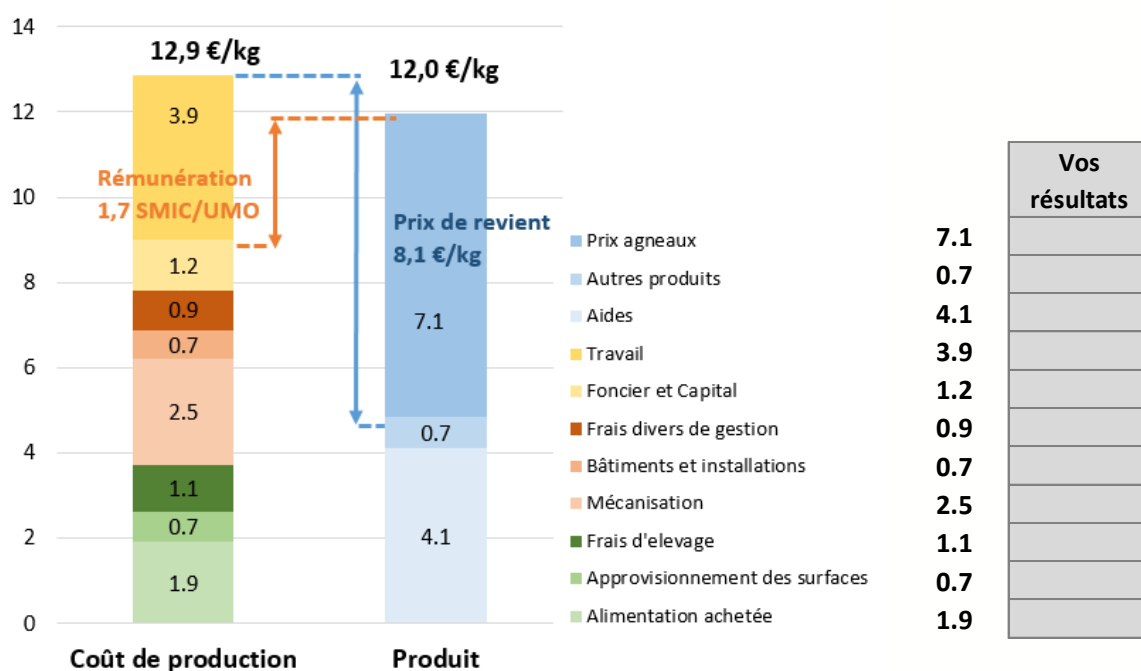 14
12
10
8
6
4
2
0
12,9 €/kg
3.9
Rémunération
1,7 SMIC/UMO
1.2
0.9
0.7
2.5
1.1
0.7
1.9
Coût de production
12,0 €/kg
Prix de revient
8,1 €/kg
7.1
0.7
4.1
Produit
Vos
résultats
Prix agneaux 7.1
Autres produits 0.7
Aides 4.1
Travail 3.9
Foncier et Capital 1.2
Frais divers de gestion 0.9
Bâtiments et installations 0.7
Mécanisation 2.5
Frais d'elevage 1.1
Approvisionnement des surfaces 0.7
Alimentation achetée 1.9